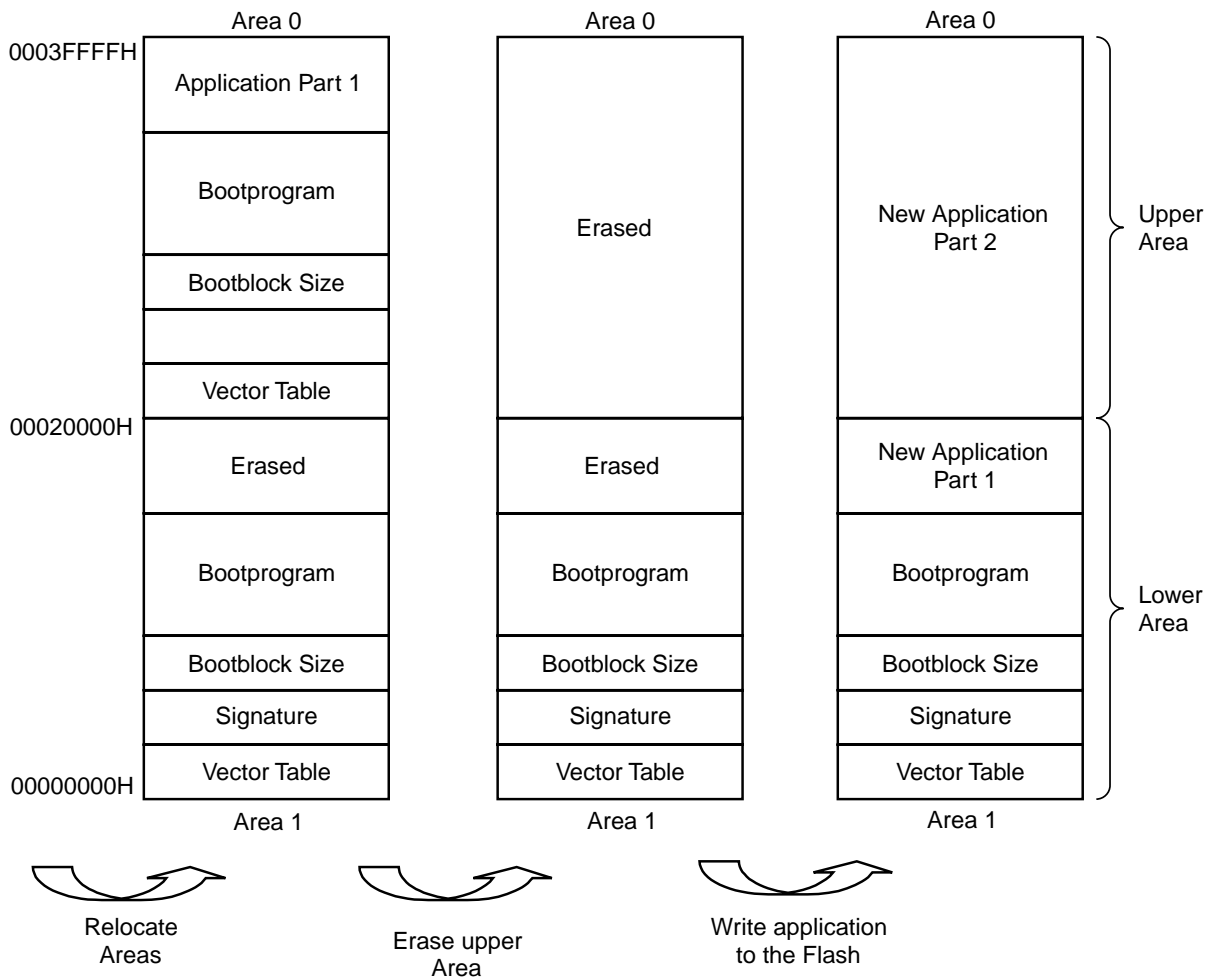 Area 0
Area 0
Area 0
0003FFFFH
Application Part 1
Bootprogram
Bootblock Size
Vector Table
Erased
New Application
Part 2
Upper
Area
00020000H
Erased
Bootprogram
Bootblock Size
Signature
Vector Table
Erased
Bootprogram
Bootblock Size
Signature
Vector Table
New Application
Part 1
Bootprogram
Bootblock Size
Signature
Vector Table
Lower
Area
00000000H
Area 1
Area 1
Area 1
Relocate
Areas
Erase upper
Area
Write application
to the Flash